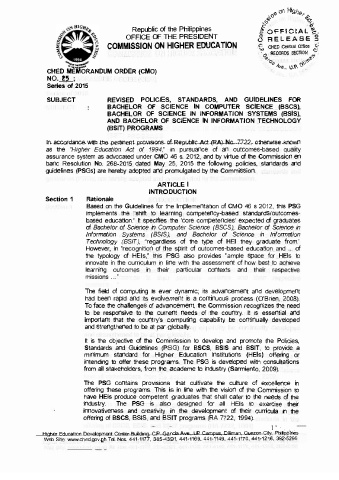 Republic of the Philippines
OFFICE OF THE PRESIDENT
COMMISSION ON HIGHER EDUCATION
OFFICIAL
RELEASE
CHED Central Office
RECORDS SECTION
CHED MEMORANDUM ORDER (CMO)
NO. 25 ;
Series of 2015
SUBJECT : REVISED POLICIES, STANDARDS, AND GUIDELINES FOR
BACHELOR OF SCIENCE IN COMPUTER SCIENCE (BSCS),
BACHELOR OF SCIENCE IN INFORMATION SYSTEMS (BSIS),
AND BACHELOR OF SCIENCE IN INFORMATION TECHNOLOGY
(BSIT) PROGRAMS
In accordance with the pertinent provisions of Republic Act (RA) No. 7722, otherwise known
as the "Higher Education Act of 1994," in pursuance of an outcomes-based quality
assurance system as advocated under CMO 46 s. 2012, and by virtue of the Commission en
banc Resolution No. 268-2015 dated May 25, 2015 the following policies, standards and
guidelines (PSGs) are hereby adopted and promulgated by the Commission.
ARTICLE I
INTRODUCTION
Section 1 Rationale
Based on the Guidelines for the Implementation of CMO 46 s 2012, this PSG
implements the "shift to learning competency-based standards/outcomes-
based education." It specifies the 'core competencies' expected of graduates
of Bachelor of Science in Computer Science (BSCS), Bachelor of Science in
Information Systems (BSIS), and Bachelor of Science in Information
Technology (BSIT), "regardless of the type of HEI they graduate from."
However, in "recognition of the spirit of outcomes-based education and ... of
the typology of HEIs," this PSG also provides "ample space for HEIs to
innovate in the curriculum in line with the assessment of how best to achieve
learning outcomes in their particular contexts and their respective
missions ..."
The field of computing is ever dynamic; its advancement and development
had been rapid and its evolvement is a continuous process (O'Brien, 2008).
To face the challenges of advancement, the Commission recognizes the need
to be responsive to the current needs of the country. It is essential and
important that the country's computing capability be continually developed
and strengthened to be at par globally.
It is the objective of the Commission to develop and promote the Policies,
Standards and Guidelines (PSG) for BSCS, BSIS and BSIT, to provide a
minimum standard for Higher Education Institutions (HEIs) offering or
intending to offer these programs. The PSG is developed with consultations
from all stakeholders, from the academe to industry (Sarmiento, 2009).
The PSG contains provisions that cultivate the culture of excellence in
offering these programs. This is in line with the vision of the Commission to
have HEIs produce competent graduates that shall cater to the needs of the
industry. The PSG is also designed for all HEIs to exercise their
innovativeness and creativity in the development of their curricula in the
offering of BSCS, BSIS, and BSIT programs (RA 7722, 1994).
Higher Education Development Center Building, C.P. Garcia Ave., UP Campus, Diliman, Quezon City, Philippines
Web Site: www.ched.gov.ph Tel. Nos. 441-1177, 385-4391, 441-1169, 441-1149, 441-1170, 441-1216, 392-5296